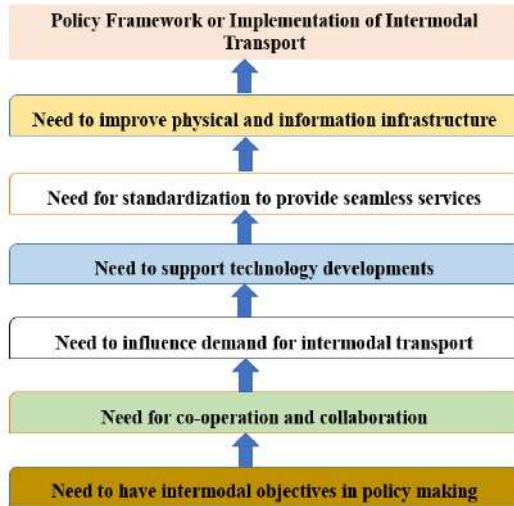 Policy Framework or Implementation of Intermodal
Transport
Need to improve physical and information infrastructure
Need for standardization to provide seamless services
Need to support technology developments
Need to influence demand for intermodal transport
Need for co-operation and collaboration
Need to have intermodal objectives in policy making